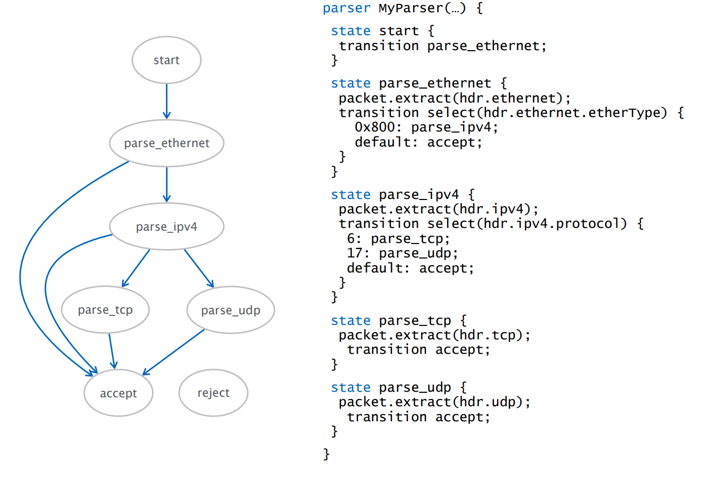 start
parse_ethernet
parse_ipv4
parse_tcp
parse_udp
accept
reject
parser MyParser(…) {
state start {
transition parse_ethernet;
}
state parse_ethernet {
packet.extract(hdr.ethernet);
transition select(hdr.ethernet.etherType) {
0x800: parse_ipv4;
default: accept;
}
}
state parse_ipv4 {
packet.extract(hdr.ipv4);
transition select(hdr.ipv4.protocol) {
6: parse_tcp;
17: parse_udp;
default: accept;
}
}
state parse_tcp {
packet.extract(hdr.tcp);
transition accept;
}
state parse_udp {
packet.extract(hdr.udp);
transition accept;
}
}